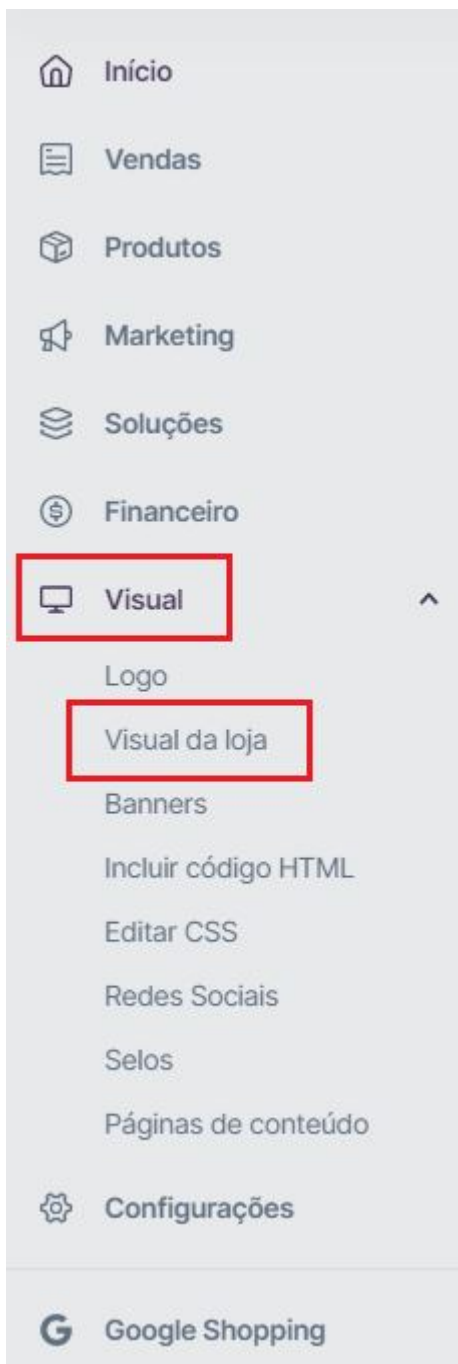 Início
Vendas
Produtos
Marketing
Soluções
Financeiro
Visual
Logo
Visual da loja
Banners
Incluir código HTML
Editar CSS
Redes Sociais
Selos
Páginas de conteúdo
Configurações
Google Shopping